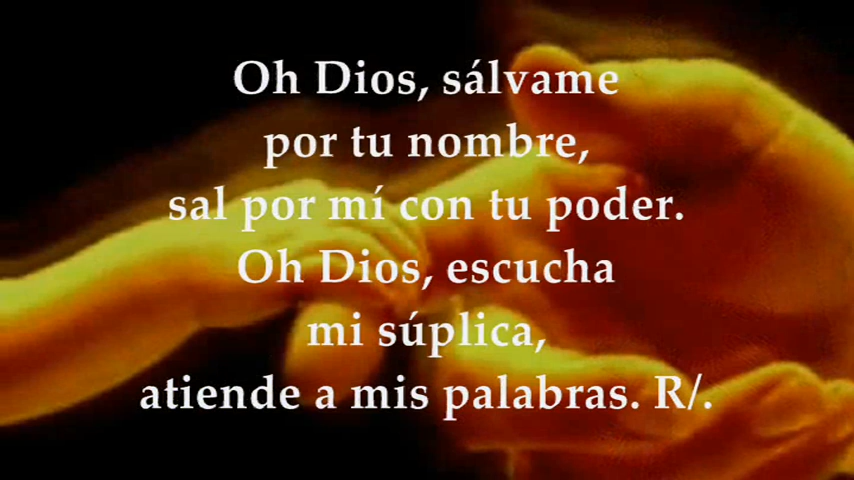 Oh Dios, sálvame
por tu nombre,
sal por mí con tu poder.
Oh Dios, escucha
mi súplica,
atiende a mis palabras. R/.